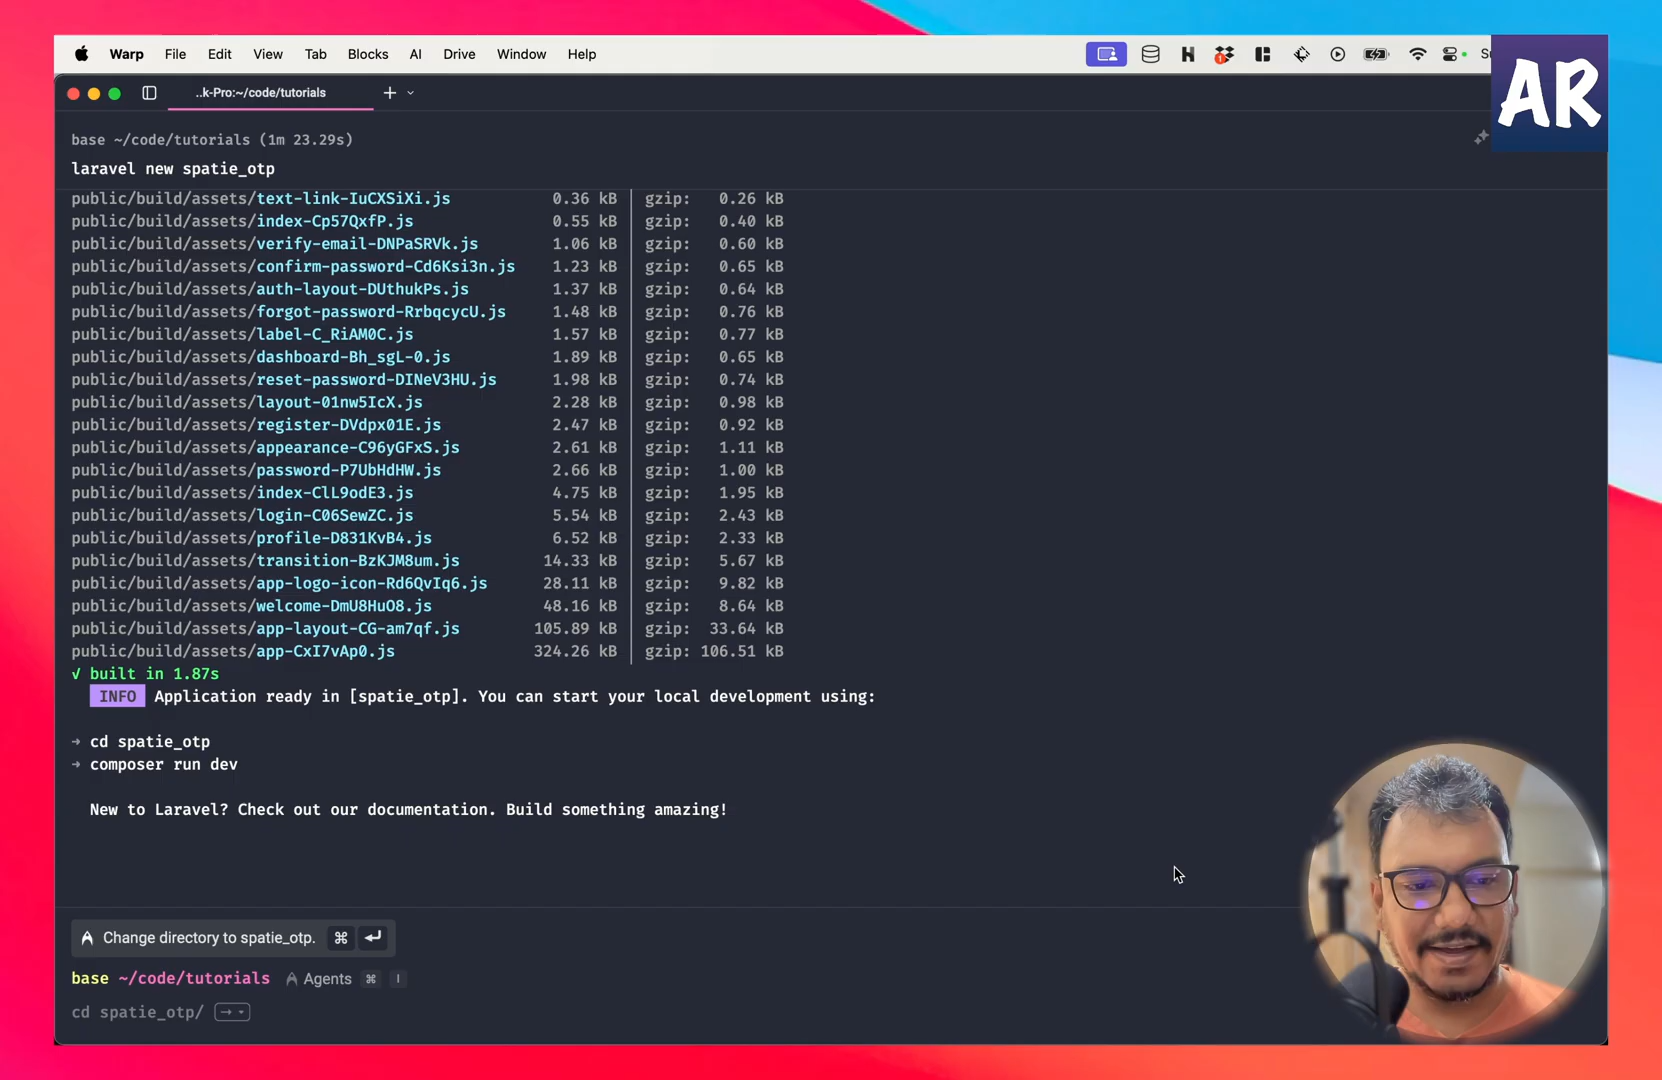 Warp File Edit View Tab Blocks AI Drive Window Help
AR
..k-Pro:~/code/tutorials
base ~/code/tutorials (1m 23.29s)
laravel new spatie_otp
public/build/assets/text-link-IuCXSiXi.js 0.36 kB │ gzip: 0.26 kB
public/build/assets/index-Cp57QxfP.js 0.55 kB │ gzip: 0.40 kB
public/build/assets/verify-email-DNPaSRVk.js 1.06 kB │ gzip: 0.60 kB
public/build/assets/confirm-password-Cd6Ksi3n.js 1.23 kB │ gzip: 0.65 kB
public/build/assets/auth-layout-DUthukPs.js 1.37 kB │ gzip: 0.64 kB
public/build/assets/forgot-password-RrbqcycU.js 1.48 kB │ gzip: 0.76 kB
public/build/assets/label-C_RiAM0C.js 1.57 kB │ gzip: 0.77 kB
public/build/assets/dashboard-Bh_sgL-0.js 1.89 kB │ gzip: 0.65 kB
public/build/assets/reset-password-DINeV3HU.js 1.98 kB │ gzip: 0.74 kB
public/build/assets/layout-01nw5IcX.js 2.28 kB │ gzip: 0.98 kB
public/build/assets/register-DVdpx01E.js 2.47 kB │ gzip: 0.92 kB
public/build/assets/appearance-C96yGFxS.js 2.61 kB │ gzip: 1.11 kB
public/build/assets/password-P7UbHdHW.js 2.66 kB │ gzip: 1.00 kB
public/build/assets/index-ClL9odE3.js 4.75 kB │ gzip: 1.95 kB
public/build/assets/login-C06SewZC.js 5.54 kB │ gzip: 2.43 kB
public/build/assets/profile-D831KvB4.js 6.52 kB │ gzip: 2.33 kB
public/build/assets/transition-BzKJM8um.js 14.33 kB │ gzip: 5.67 kB
public/build/assets/app-logo-icon-Rd6QvIq6.js 28.11 kB │ gzip: 9.82 kB
public/build/assets/welcome-DmU8HuO8.js 48.16 kB │ gzip: 8.64 kB
public/build/assets/app-layout-CG-am7qf.js 105.89 kB │ gzip: 33.64 kB
public/build/assets/app-CxI7vAp0.js 324.26 kB │ gzip: 106.51 kB
✓ built in 1.87s
INFO Application ready in [spatie_otp]. You can start your local development using:
→ cd spatie_otp
→ composer run dev
New to Laravel? Check out our documentation. Build something amazing!
Change directory to spatie_otp. ⌘ ↵
base ~/code/tutorials Agents ⌘ I
cd spatie_otp/